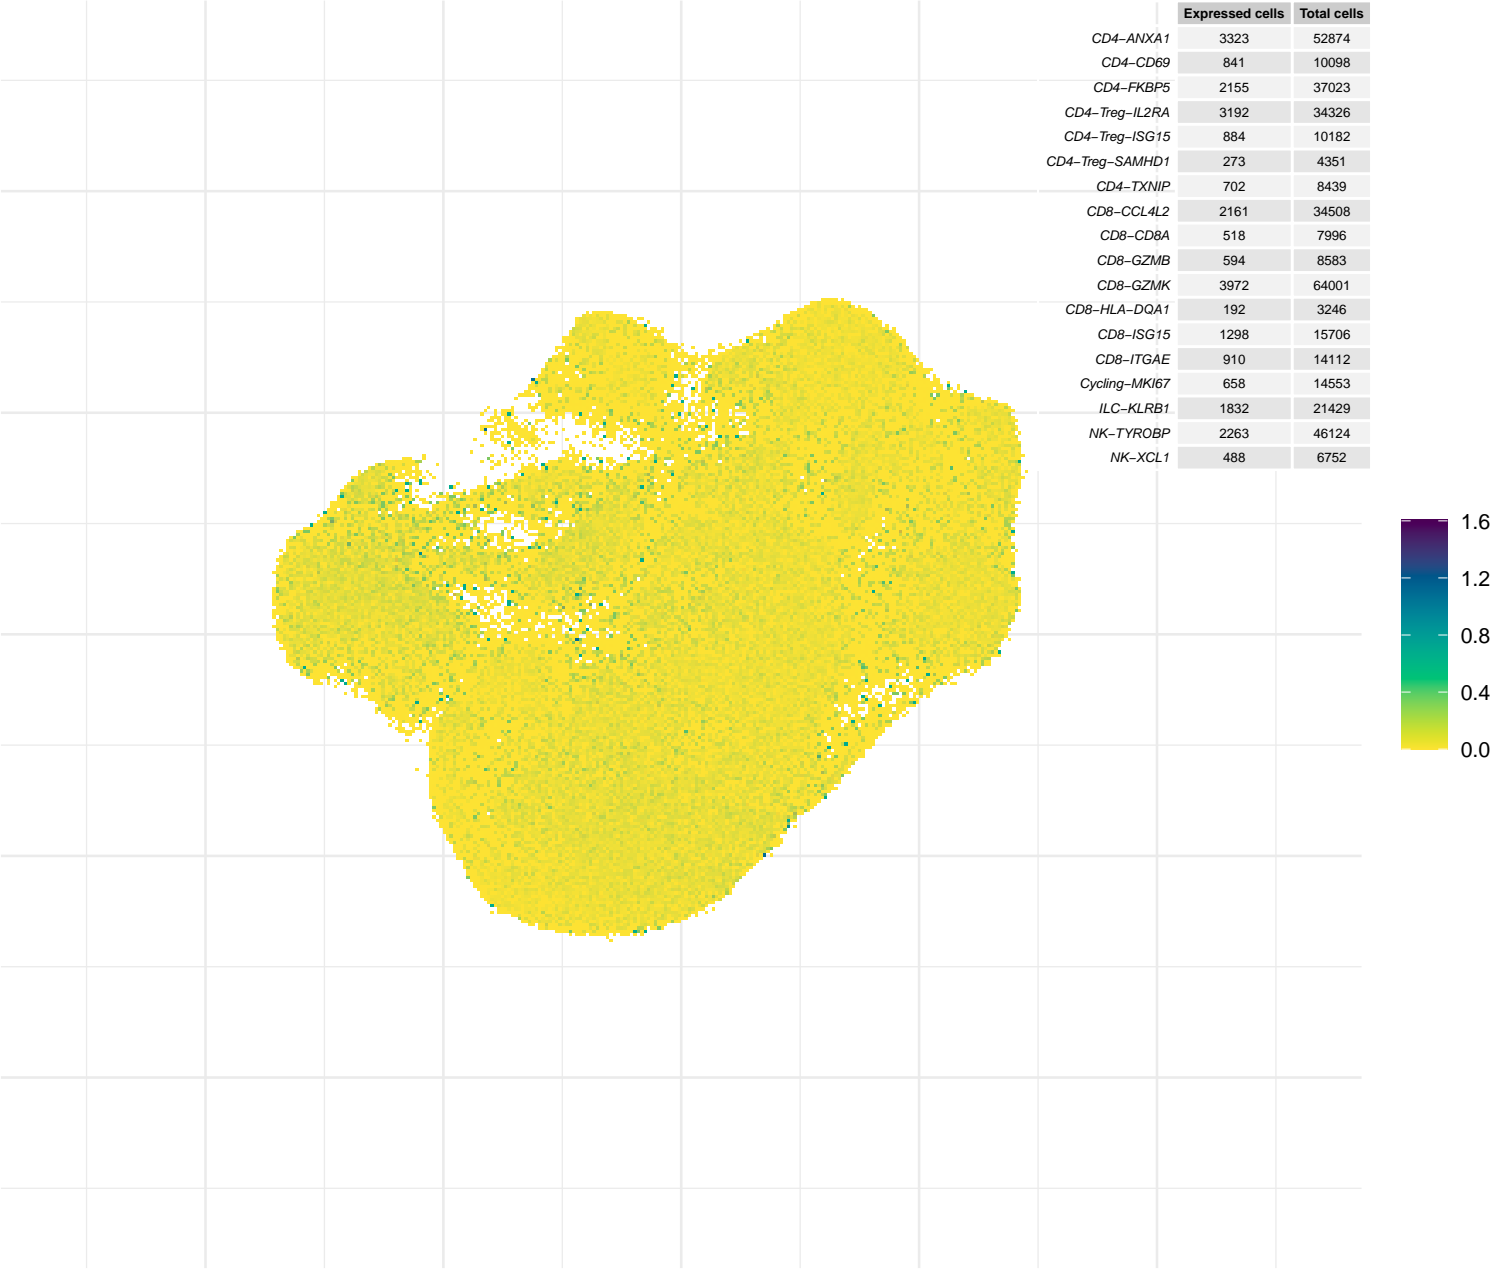 Expressed cells Total cells
CD4−ANXA1 3323 52874
CD4−CD69 841 10098
CD4−FKBP5 2155 37023
CD4−Treg−IL2RA 3192 34326
CD4−Treg−ISG15 884 10182
CD4−Treg−SAMHD1 273 4351
CD4−TXNIP 702 8439
CD8−CCL4L2 2161 34508
CD8−CD8A 518 7996
CD8−GZMB 594 8583
CD8−GZMK 3972 64001
CD8−HLA−DQA1 192 3246
CD8−ISG15 1298 15706
CD8−ITGAE 910 14112
Cycling−MKI67 658 14553
ILC−KLRB1 1832 21429
NK−TYROBP 2263 46124
NK−XCL1 488 6752
1.6
1.2
0.8
0.4
0.0